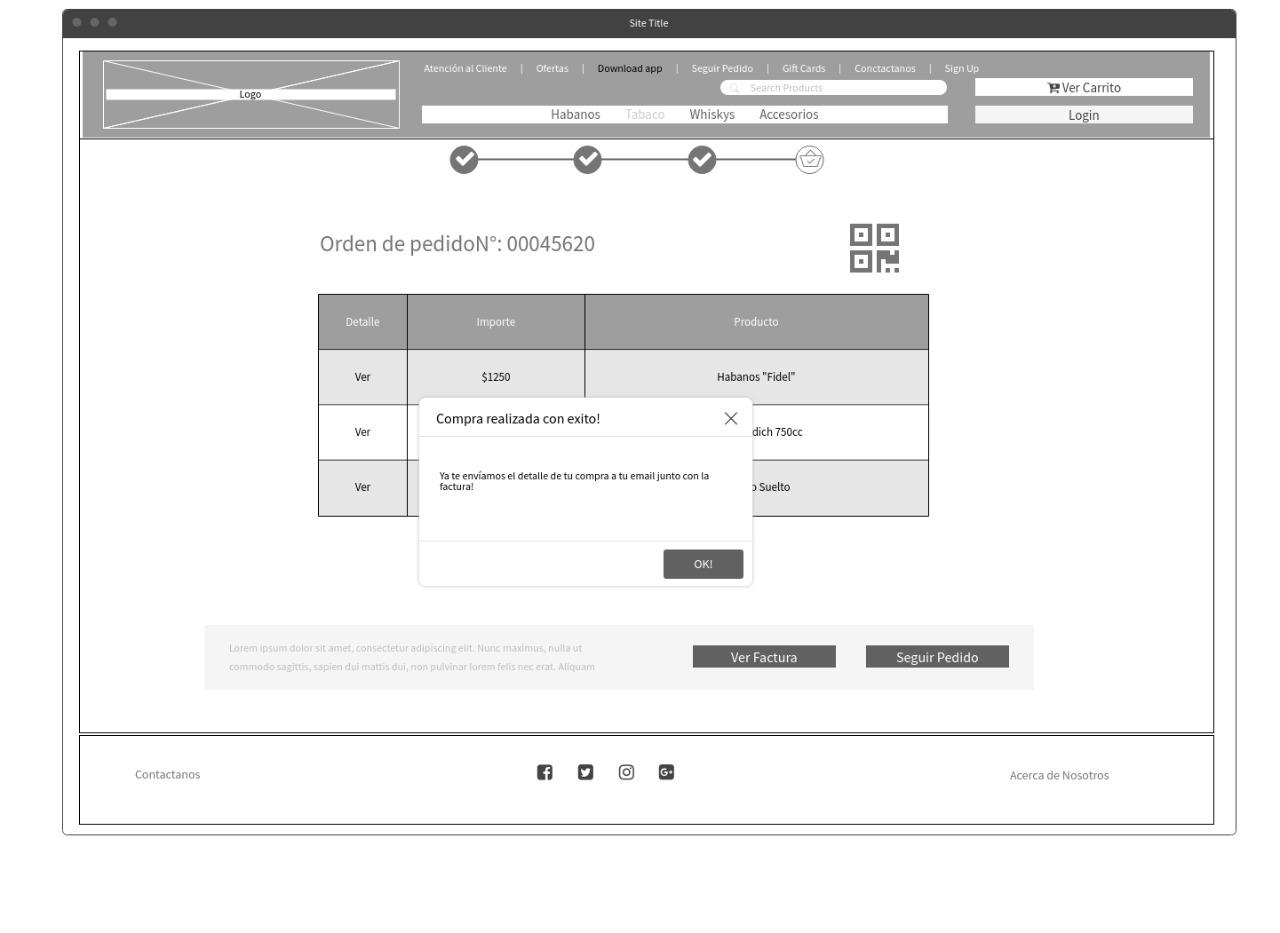 Site Title
Atención al Cliente | Ofertas | Download app | Seguir Pedido | Gift Cards | Conctactanos | Sign Up
Logo
Search Products
Ver Carrito
Habanos Tabaco Whiskys Accesorios
Login
Orden de pedidoN°: 00045620
Detalle Importe Producto
Ver $1250 Habanos "Fidel"
Ver dich 750cc
Ver Suelto
Compra realizada con exito!
Ya te envíamos el detalle de tu compra a tu email junto con la
factura!
OK!
Lorem ipsum dolor sit amet, consectetur adipiscing elit. Nunc maximus, nulla ut
commodo sagittis, sapien dui mattis dui, non pulvinar lorem felis nec erat. Aliquam
Ver Factura
Seguir Pedido
Contactanos
Acerca de Nosotros